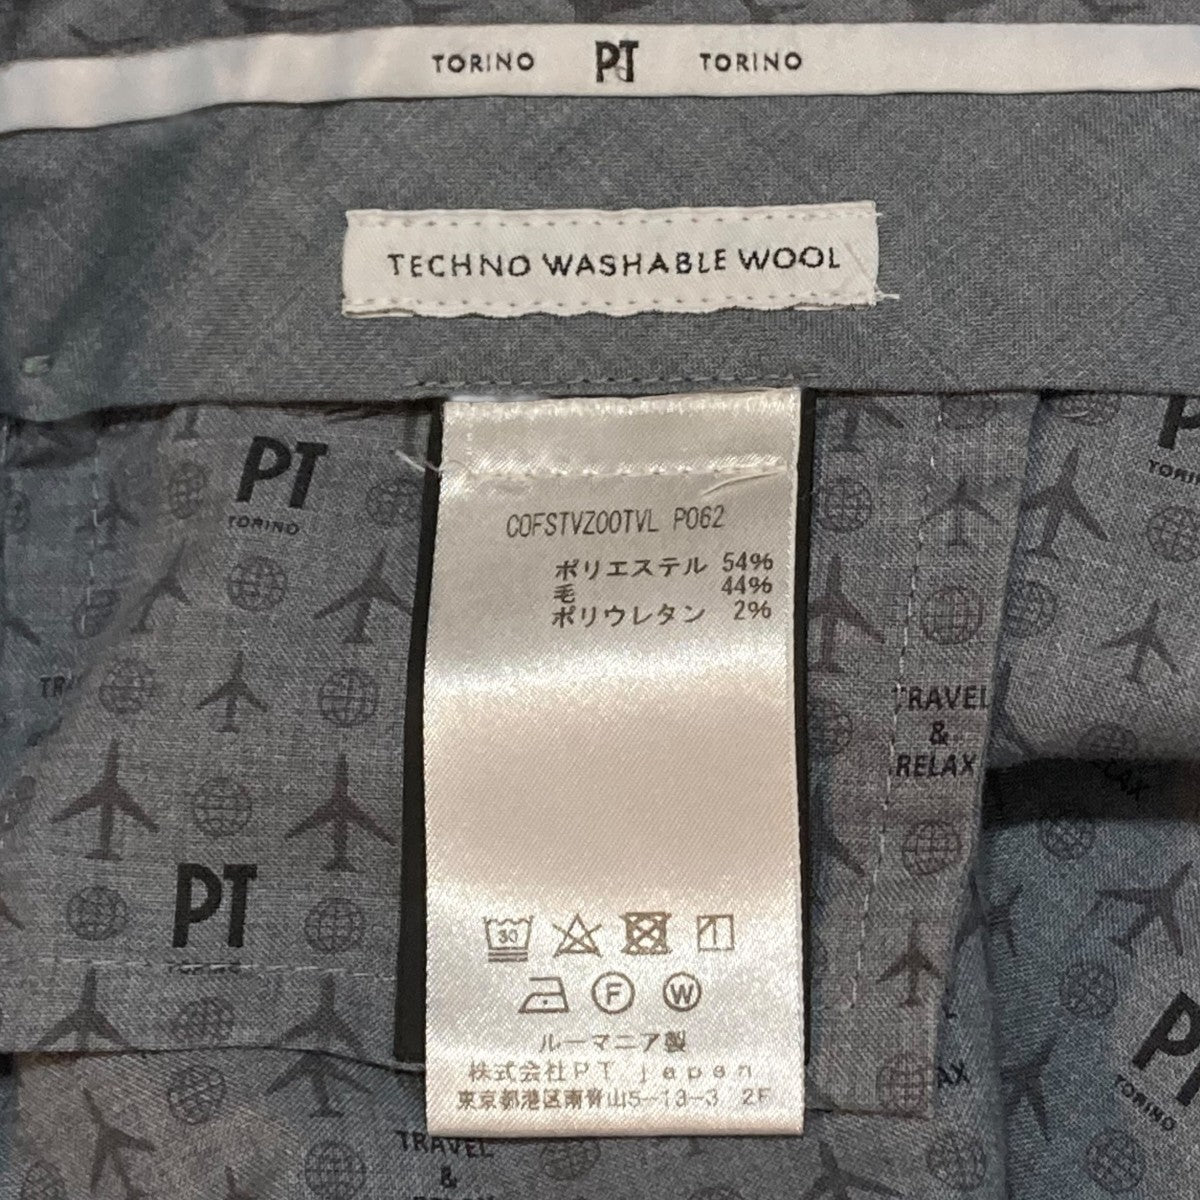 TORINO PT TORINO
TECHNO WASHABLE WOOL
PT
TORINO
C0FSTVZ00TVL P062
ポリエステル 54%
毛 44%
ポリウレタン 2%
TORINO
TRAVEL
&
RELAX
PT
TORINO
30
F W
ルーマニア製
株式会社PT japan
東京都港区南青山5-13-3 2F
PT
TORINO
TRAVEL
&